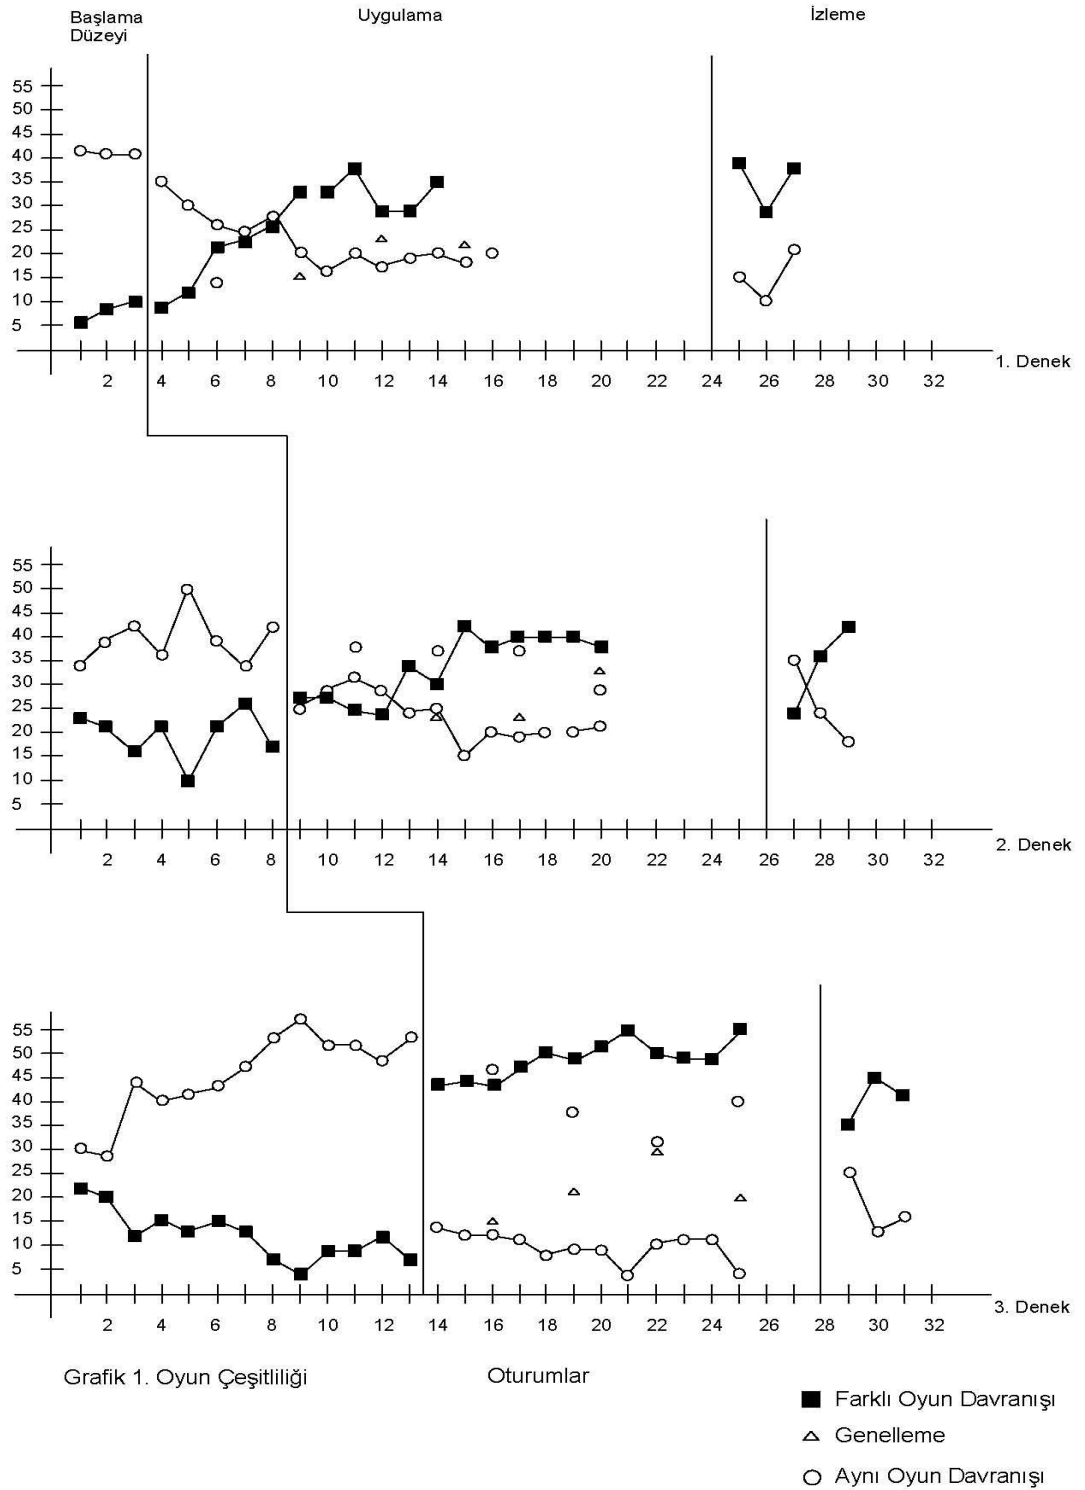 Başlama
Düzeyi
Uygulama
İzleme
55
50
45
40
35
30
25
20
15
10
5
2 4 6 8 10 12 14 16 18 20 22 24 26 28 30 32
1. Denek
55
50
45
40
35
30
25
20
15
10
5
2 4 6 8 10 12 14 16 18 20 22 24 26 28 30 32
2. Denek
55
50
45
40
35
30
25
20
15
10
5
2 4 6 8 10 12 14 16 18 20 22 24 26 28 30 32
3. Denek
Grafik 1. Oyun Çeşitliliği
Oturumlar
Farklı Oyun Davranışı
Genelleme
Aynı Oyun Davranışı